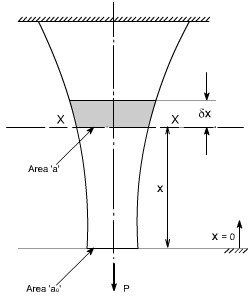 X
X
δx
Area 'a'
x
x = 0
Area 'a₀'
P